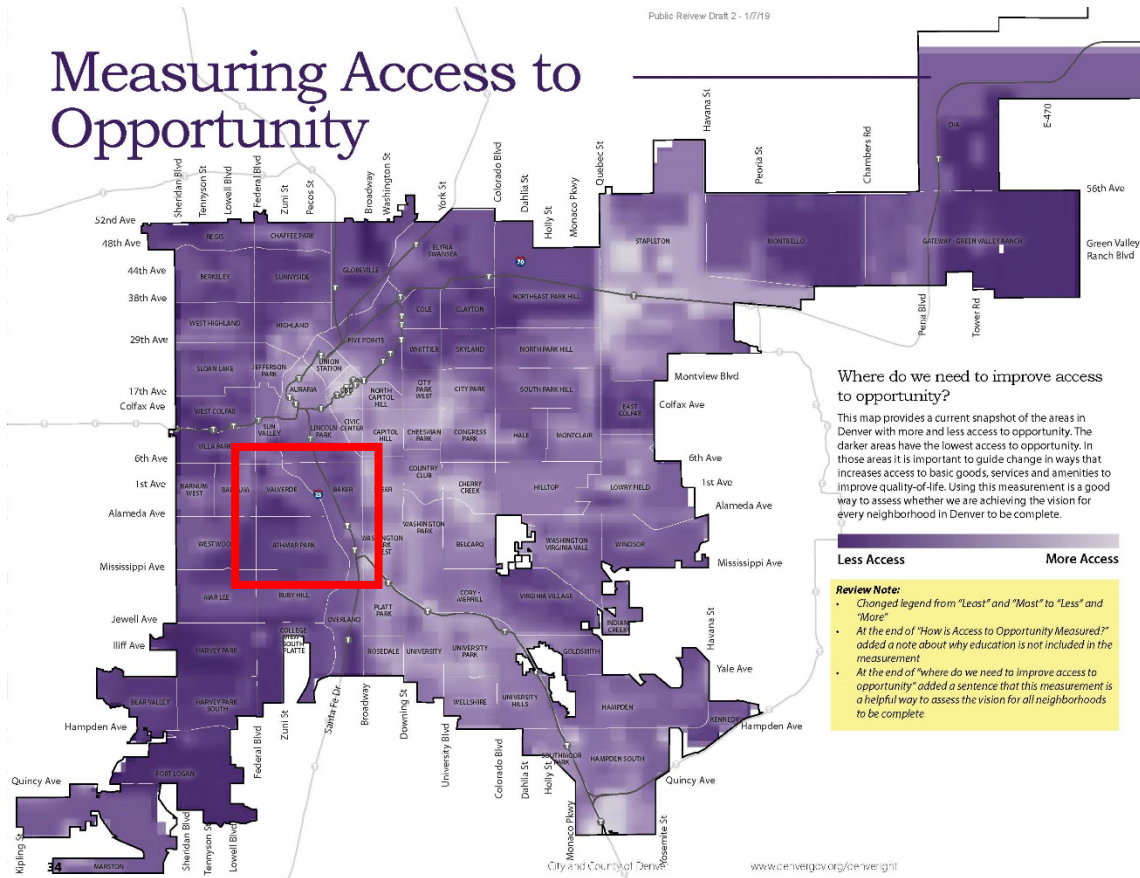 Public Reivew Draft 2 - 1/7/19
Measuring Access to
Opportunity
Sheridan Blvd
Tennyson St
Lowell Blvd
Federal Blvd
Zuni St
Pecos St
Broadway
Washington St
York St
Colorado Blvd
Dahlia St
Holly St
Monaco Pkwy
Quebec St
Havana St
Peoria St
Chambers Rd
E-470
DIA
52nd Ave
48th Ave
44th Ave
38th Ave
29th Ave
17th Ave
Colfax Ave
6th Ave
1st Ave
Alameda Ave
Mississippi Ave
Jewell Ave
Iliff Ave
Hampden Ave
Quincy Ave
56th Ave
Green Valley
Ranch Blvd
Pena Blvd
Tower Rd
Montview Blvd
Colfax Ave
6th Ave
1st Ave
Alameda Ave
Mississippi Ave
Havana St
Yale Ave
Hampden Ave
Quincy Ave
REGIS
CHAFFEE PARK
GLOBEVILLE
ELYRIA
SWANSEA
70
STAPLETON
MONTBELLO
GATEWAY - GREEN VALLEY RANCH
BERKELEY
SUNNYSIDE
COLE
CLAYTON
NORTHEAST PARK HILL
WEST HIGHLAND
HIGHLAND
FIVE POINTS
WHITTIER
SKYLAND
NORTH PARK HILL
SLOAN LAKE
JEFFERSON
PARK
UNION
STATION
AURARIA
CBD
NORTH
CAPITOL
HILL
CITY
PARK
WEST
CITY PARK
SOUTH PARK HILL
EAST
COLFAX
WEST COLFAX
SUN
VALLEY
LINCOLN
PARK
CIVIC
CENTER
CAPITOL
HILL
CHEESMAN
PARK
CONGRESS
PARK
HALE
MONTCLAIR
VILLA PARK
BARNUM
WEST
BARNUM
VALVERDE
25
BAKER
SPEER
COUNTRY
CLUB
CHERRY
CREEK
HILLTOP
LOWRY FIELD
WESTWOOD
ATHMAR PARK
WASHINGTON
PARK
WEST
WASHINGTON
PARK
BELCARO
WASHINGTON
VIRGINIA VALE
WINDSOR
MAR LEE
RUBY HILL
OVERLAND
PLATT
PARK
CORY -
MERRILL
VIRGINIA VILLAGE
INDIAN
CREEK
COLLEGE
VIEW
SOUTH
PLATTE
HARVEY PARK
ROSEDALE
UNIVERSITY
UNIVERSITY
PARK
GOLDSMITH
BEAR VALLEY
HARVEY PARK
SOUTH
WELLSHIRE
UNIVERSITY
HILLS
HAMPDEN
KENNEDY
FORT LOGAN
SOUTHMOOR
PARK
HAMPDEN SOUTH
MARSTON
Kipling St
Sheridan Blvd
Tennyson St
Lowell Blvd
Federal Blvd
Zuni St
Santa Fe Dr
Broadway
Downing St
University Blvd
Colorado Blvd
Dahlia St
Holly St
Monaco Pkwy
Yosemite St
Where do we need to improve access
to opportunity?
This map provides a current snapshot of the areas in
Denver with move and less access to opportunity. The
darker areas have the lowest access to opportunity. In
those areas it is important to guide change in ways that
increases access to basic goods, services and amenities to
improve quality-of-life. Using this measurement is a good
way to assess whether we are achieving the vision for
every neighborhood in Denver to be complete.
Less Access
More Access
Review Note:
• Changed legend from "Least" and "Most" to "Less" and
"More"
• At the end of "How is Access to Opportunity Measured?"
added a note about why education is not included in the
measurement
• At the end of "where do we need to improve access to
opportunity" added a sentence that this measurement is
a helpful way to assess the vision for all neighborhoods
to be complete
34
City and County of Denver
www.denvergov.org/denveright